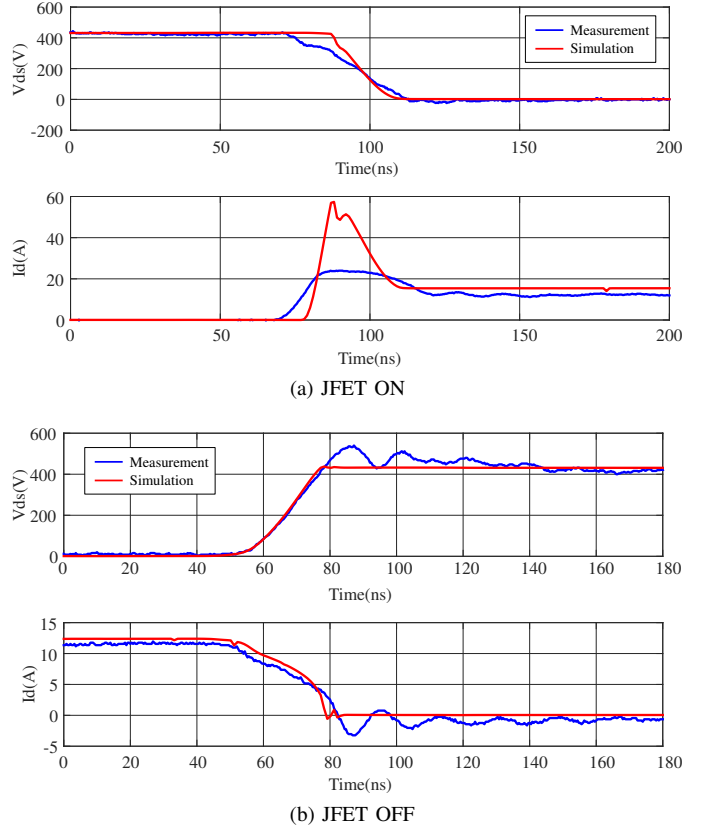 600
400
200
0
-200
Vds(V)
Measurement
Simulation
0 50 100 150 200
Time(ns)
60
40
20
0
Id(A)
0 50 100 150 200
Time(ns)
(a) JFET ON
600
400
200
0
Vds(V)
Measurement
Simulation
0 20 40 60 80 100 120 140 160 180
Time(ns)
15
10
5
0
-5
Id(A)
0 20 40 60 80 100 120 140 160 180
Time(ns)
(b) JFET OFF